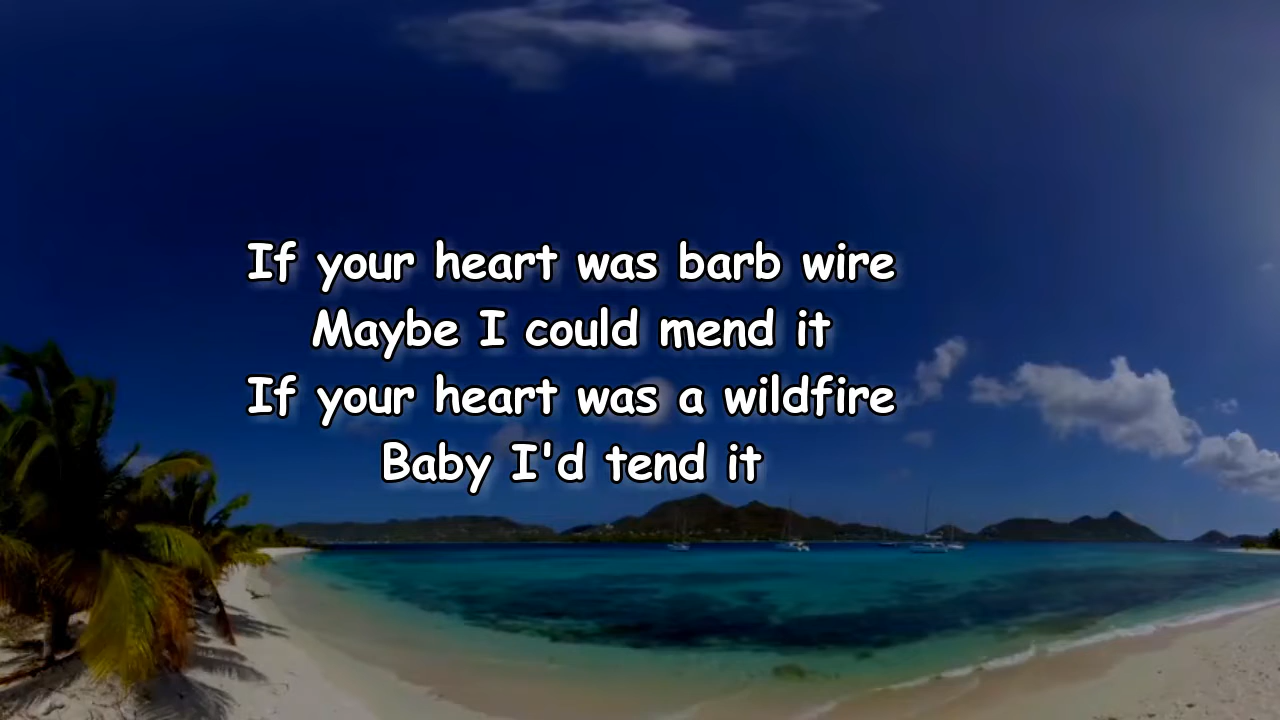 If your heart was barb wire
Maybe I could mend it
If your heart was a wildfire
Baby I'd tend it